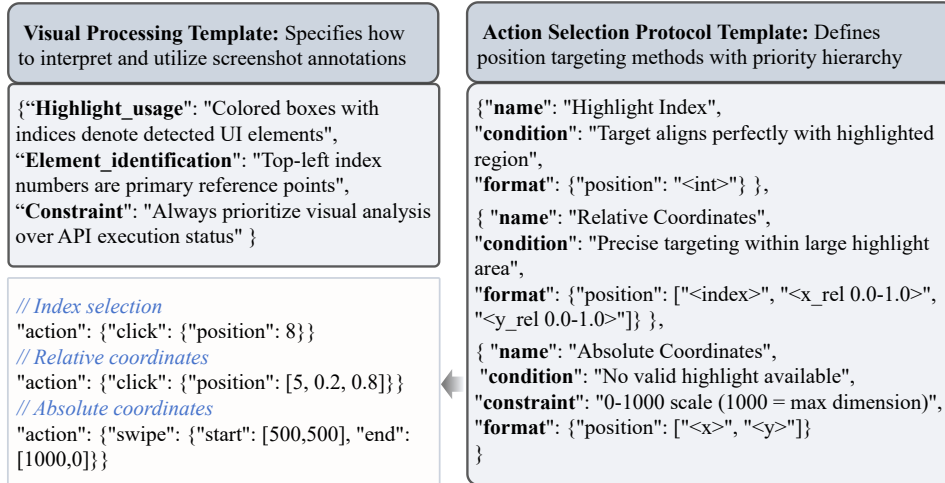 Visual Processing Template: Specifies how
to interpret and utilize screenshot annotations
{“Highlight_usage": "Colored boxes with
indices denote detected UI elements",
“Element_identification": "Top-left index
numbers are primary reference points",
“Constraint": "Always prioritize visual analysis
over API execution status" }
// Index selection
"action": {"click": {"position": 8}}
// Relative coordinates
"action": {"click": {"position": [5, 0.2, 0.8]}}
// Absolute coordinates
"action": {"swipe": {"start": [500,500], "end":
[1000,0]}}
Action Selection Protocol Template: Defines
position targeting methods with priority hierarchy
{"name": "Highlight Index",
"condition": "Target aligns perfectly with highlighted
region",
"format": {"position": "<int>"} },
{ "name": "Relative Coordinates",
"condition": "Precise targeting within large highlight
area",
"format": {"position": ["<index>", "<x_rel 0.0-1.0>",
"<y_rel 0.0-1.0>"]} },
{ "name": "Absolute Coordinates",
"condition": "No valid highlight available",
"constraint": "0-1000 scale (1000 = max dimension)",
"format": {"position": ["<x>", "<y>"]}
}